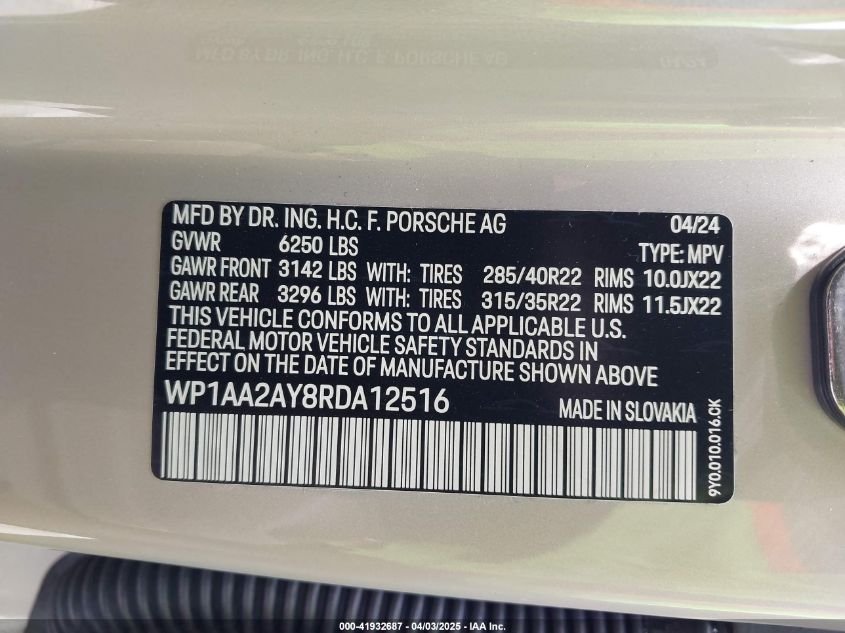 MFD BY DR. ING. H.C. F. PORSCHE AG 04/24
GVWR 6250 LBS TYPE: MPV
GAWR FRONT 3142 LBS WITH: TIRES 285/40R22 RIMS 10.0JX22
GAWR REAR 3296 LBS WITH: TIRES 315/35R22 RIMS 11.5JX22
THIS VEHICLE CONFORMS TO ALL APPLICABLE U.S.
FEDERAL MOTOR VEHICLE SAFETY STANDARDS IN
EFFECT ON THE DATE OF MANUFACTURE SHOWN ABOVE
WP1AA2AY8RDA12516 MADE IN SLOVAKIA
9Y0.010.016.CK
000-41932687 - 04/03/2025 - IAA Inc.